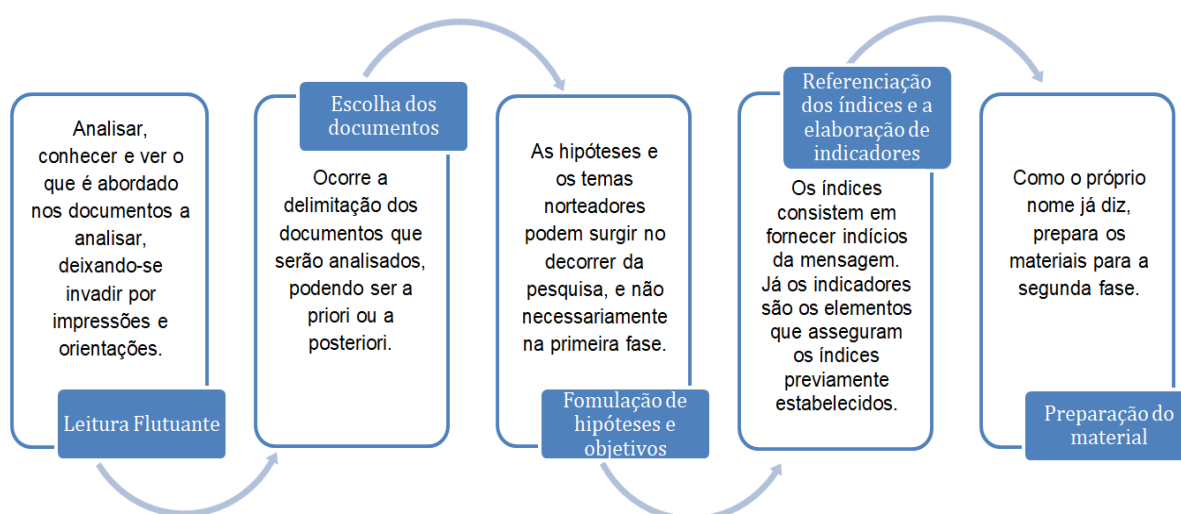 Analisar,
conhecer e ver o
que é abordado
nos documentos a
analisar,
deixando-se
invadir por
impressões e
orientações.
Leitura Flutuante
Escolha dos
documentos
Ocorre a
delimitação dos
documentos que
serão analisados,
podendo ser a
priori ou a
posteriori.
As hipóteses e
os temas
norteadores
podem surgir no
decorrer da
pesquisa, e não
necessariamente
na primeira fase.
Fomulação de
hipóteses e
objetivos
Referenciação
dos índices e a
elaboração de
indicadores
Os índices
consistem em
fornecer indícios
da mensagem.
Já os indicadores
são os elementos
que asseguram
os índices
previamente
estabelecidos.
Como o próprio
nome já diz,
prepara os
materiais para a
segunda fase.
Preparação do
material